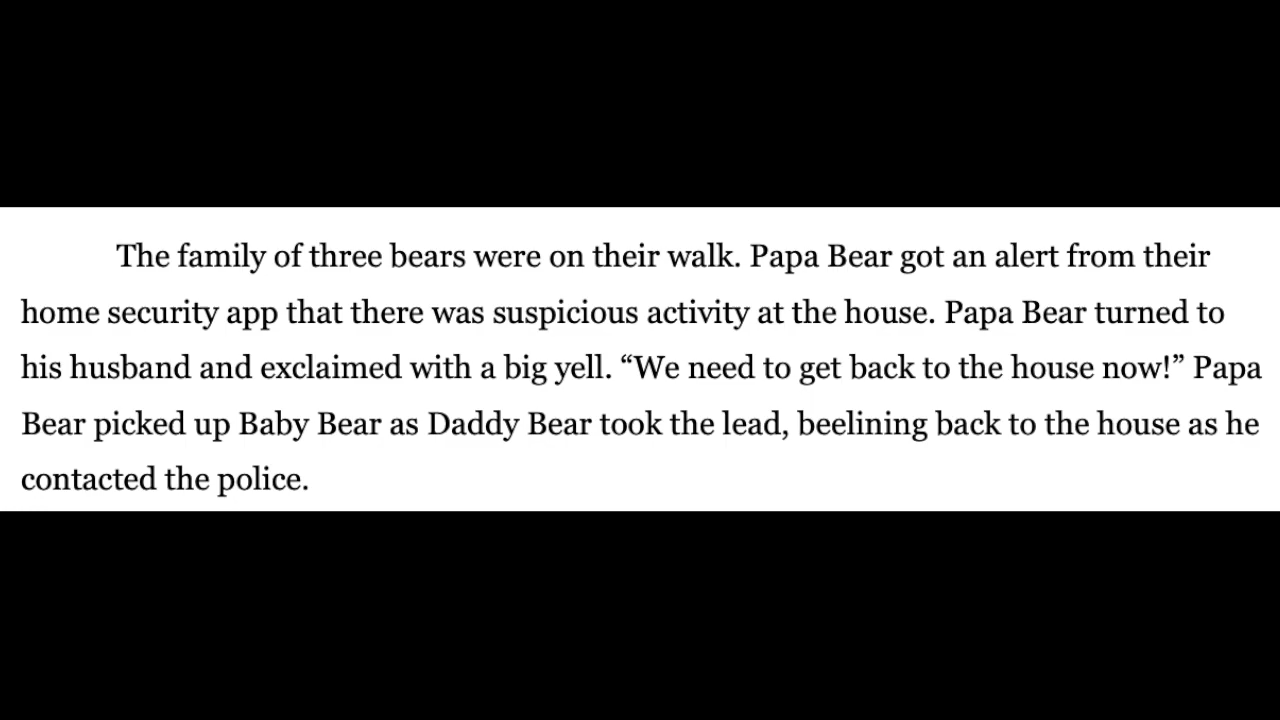 The family of three bears were on their walk. Papa Bear got an alert from their
home security app that there was suspicious activity at the house. Papa Bear turned to
his husband and exclaimed with a big yell. “We need to get back to the house now!” Papa
Bear picked up Baby Bear as Daddy Bear took the lead, beelining back to the house as he
contacted the police.